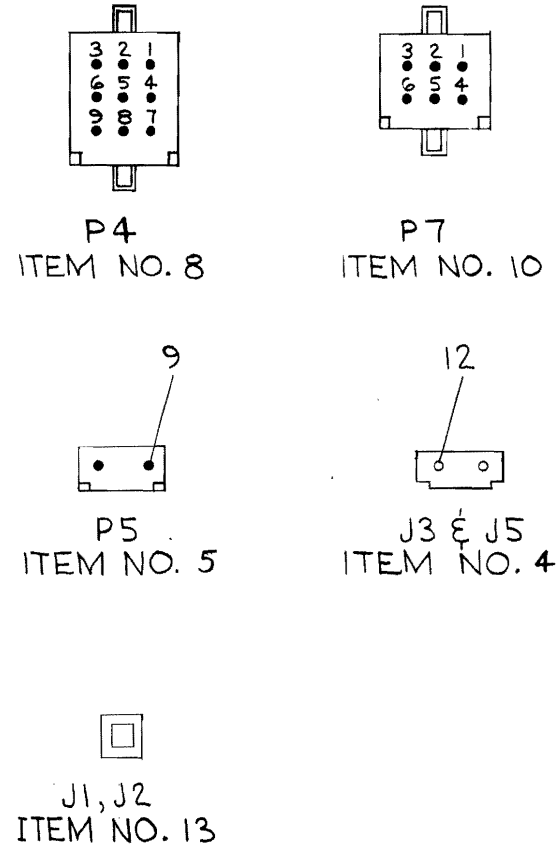 3 2 1
6 5 4
9 8 7
P4
ITEM NO. 8
3 2 1
6 5 4
P7
ITEM NO. 10
9
P5
ITEM NO. 5
12
J3 & J5
ITEM NO. 4
J1, J2
ITEM NO. 13